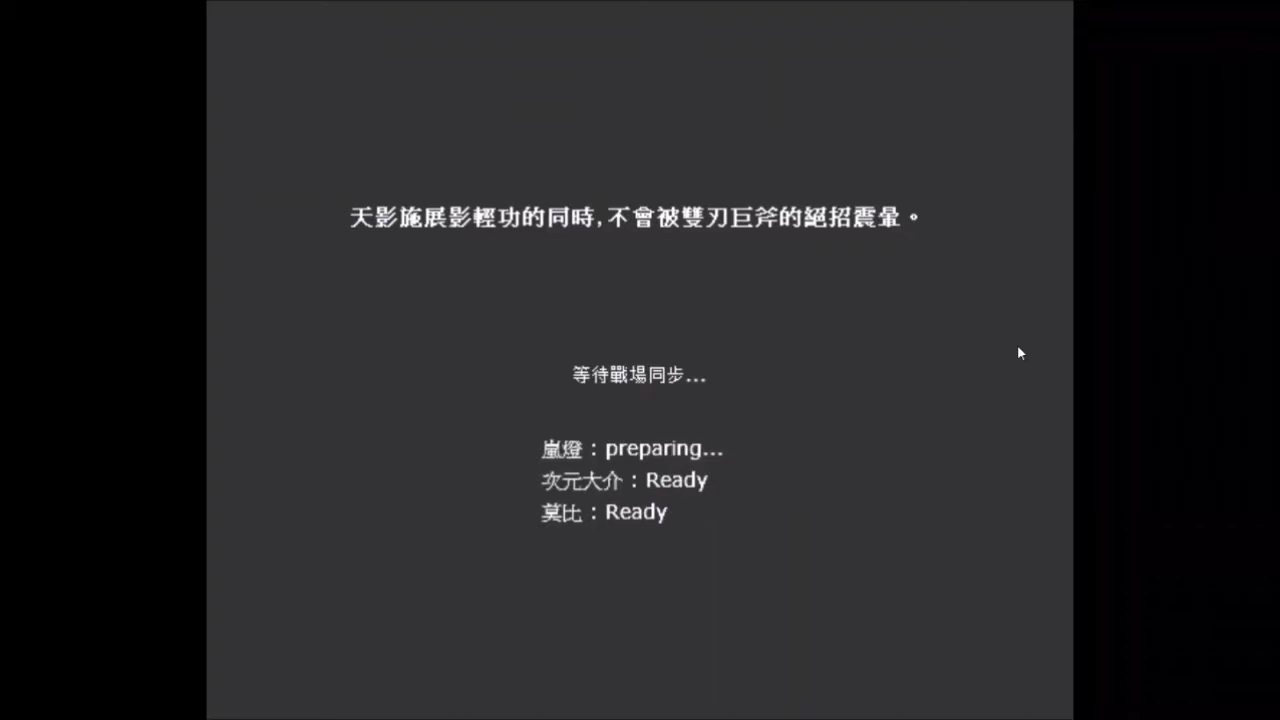 天影施展影輕功的同時,不會被雙刃巨斧的絕招震暈。
等待戰場同步...
嵐燈：preparing...
次元大介：Ready
莫比：Ready